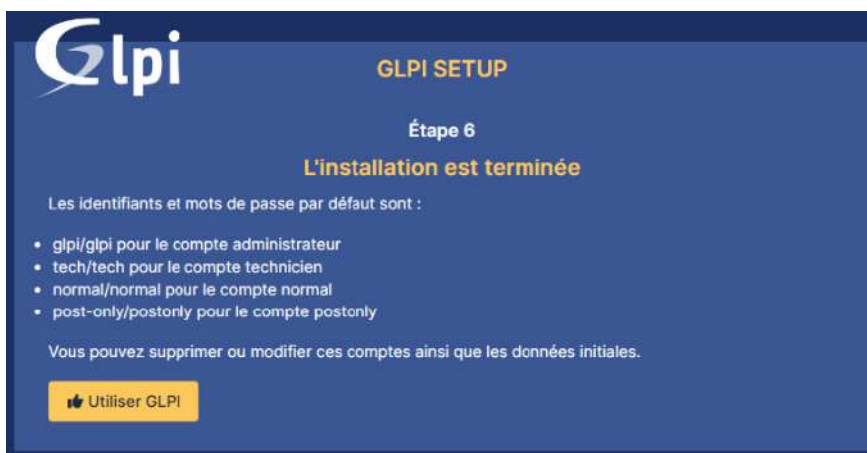 Glpi
GLPI SETUP
Étape 6
L'installation est terminée
Les identifiants et mots de passe par défaut sont :
• glpi/glpi pour le compte administrateur
• tech/tech pour le compte technicien
• normal/normal pour le compte normal
• post-only/postonly pour le compte postonly
Vous pouvez supprimer ou modifier ces comptes ainsi que les données initiales.
Utiliser GLPI